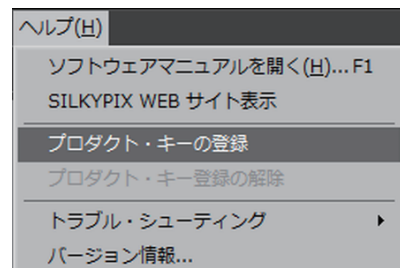 ヘルプ(H)
ソフトウェアマニュアルを開く(H)... F1
SILKYPIX WEB サイト表示
プロダクト・キーの登録
プロダクト・キー登録の解除
トラブル・シューティング
バージョン情報...